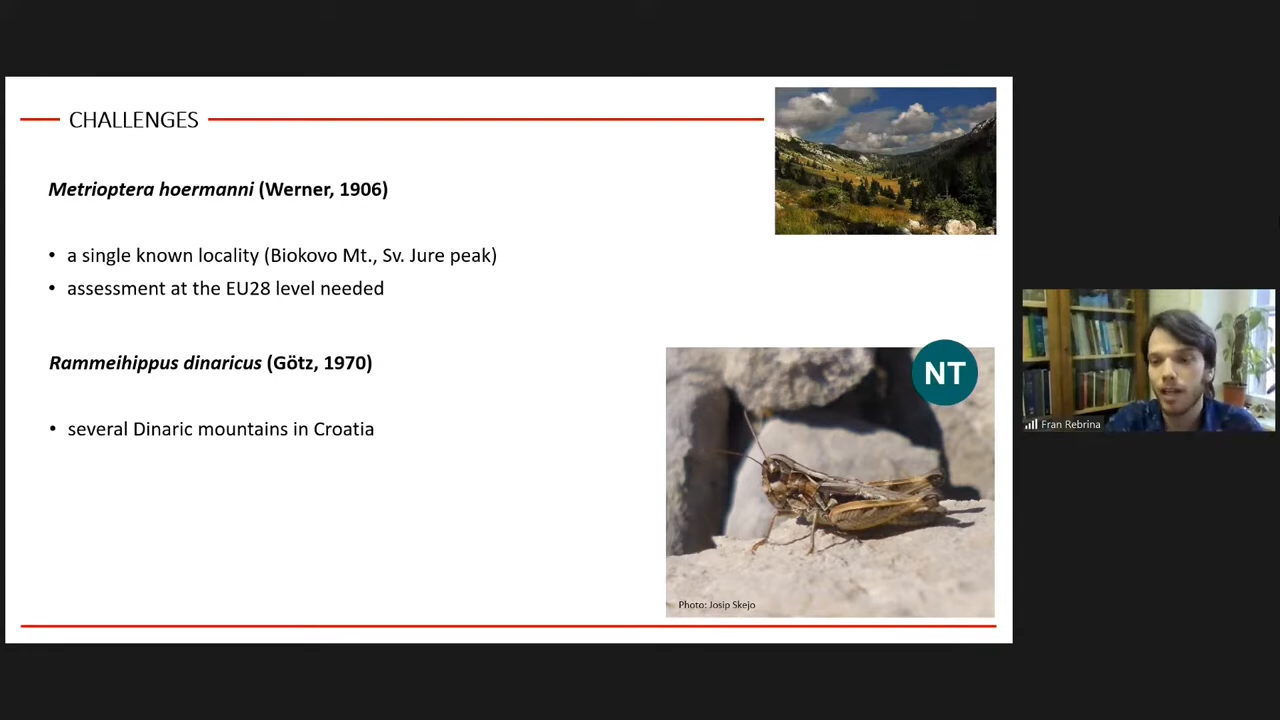 CHALLENGES
Metrioptera hoermanni (Werner, 1906)
• a single known locality (Biokovo Mt., Sv. Jure peak)
• assessment at the EU28 level needed
Rammeihippus dinaricus (Götz, 1970)
• several Dinaric mountains in Croatia
NT
Photo: Josip Skejo
Fran Rebrina